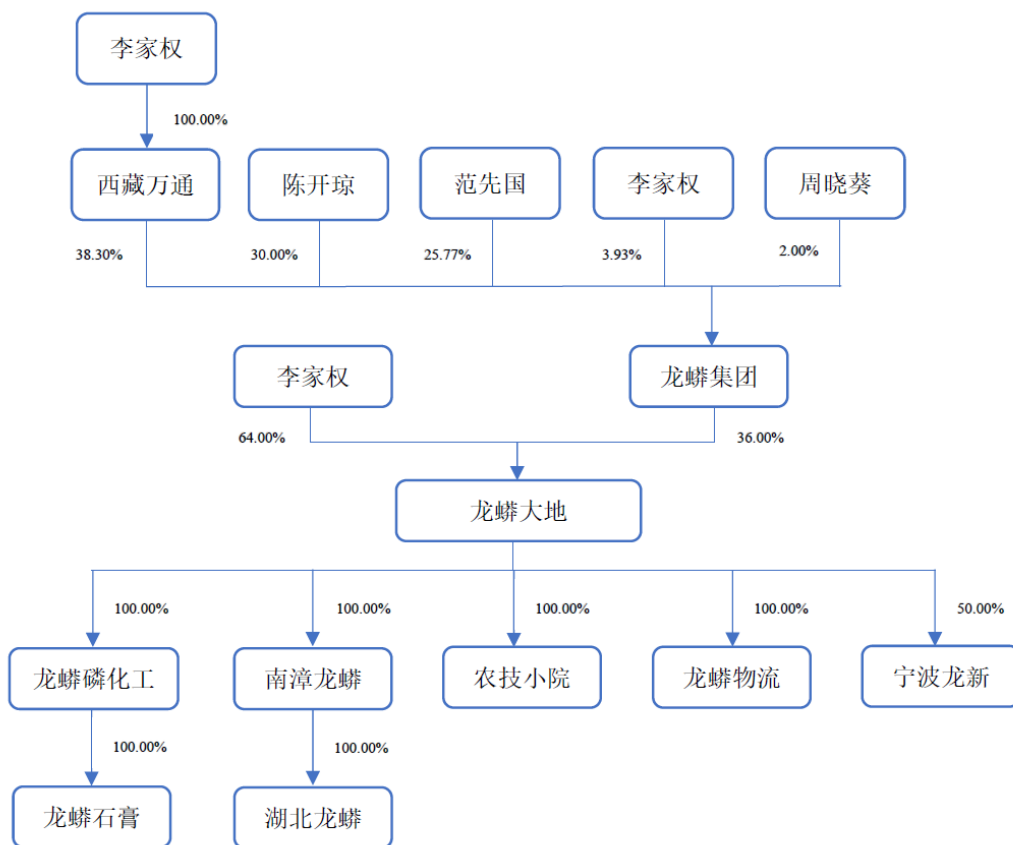 李家权
100.00%
西藏万通
陈开琼
范先国
李家权
周晓葵
38.30%
30.00%
25.77%
3.93%
2.00%
李家权
龙蟒集团
64.00%
36.00%
龙蟒大地
100.00%
100.00%
100.00%
100.00%
50.00%
龙蟒磷化工
南漳龙蟒
农技小院
龙蟒物流
宁波龙新
100.00%
100.00%
龙蟒石膏
湖北龙蟒